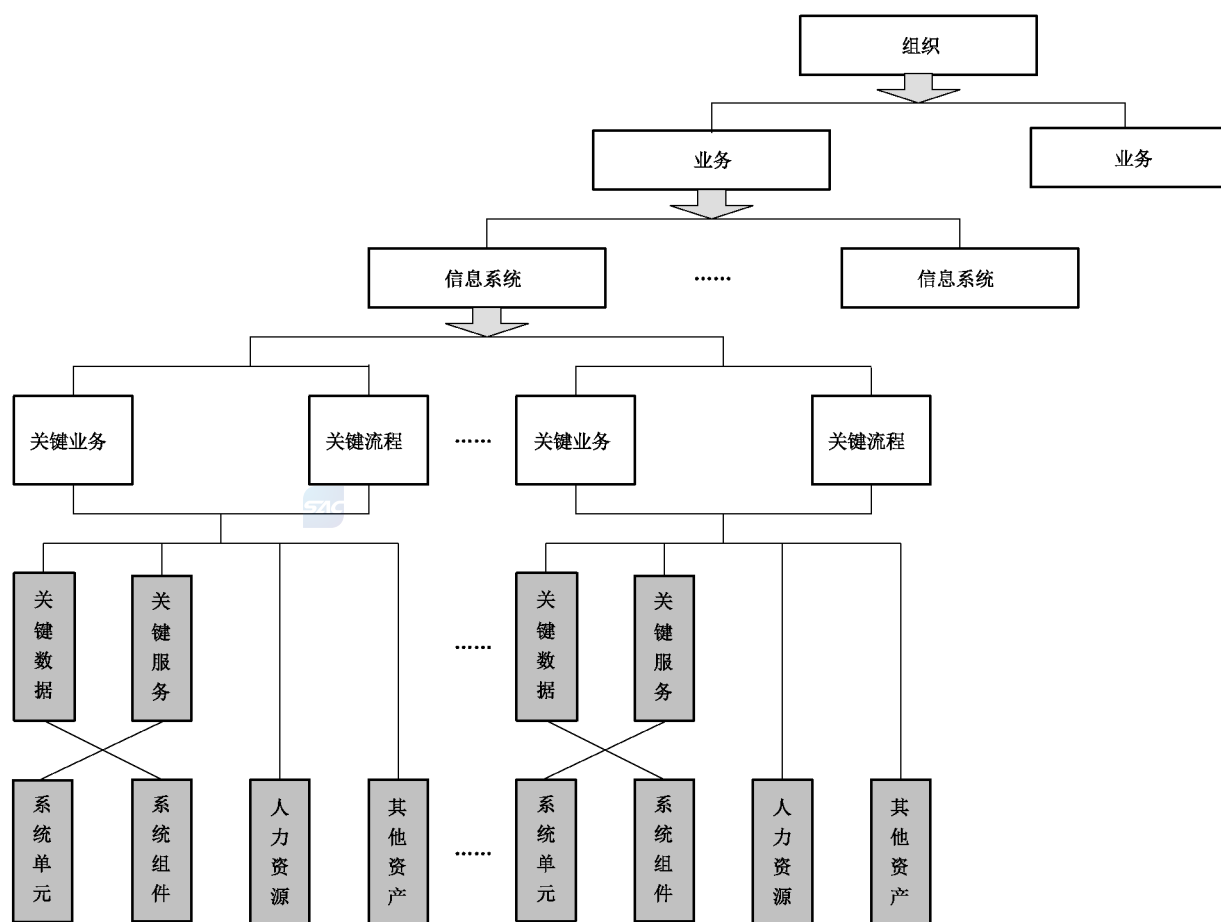 组织
业务
业务
信息系统
......
信息系统
关键业务
关键流程
......
关键业务
关键流程
SAC
关键数据
关键服务
......
关键数据
关键服务
系统单元
系统组件
人力资源
其他资产
......
系统单元
系统组件
人力资源
其他资产